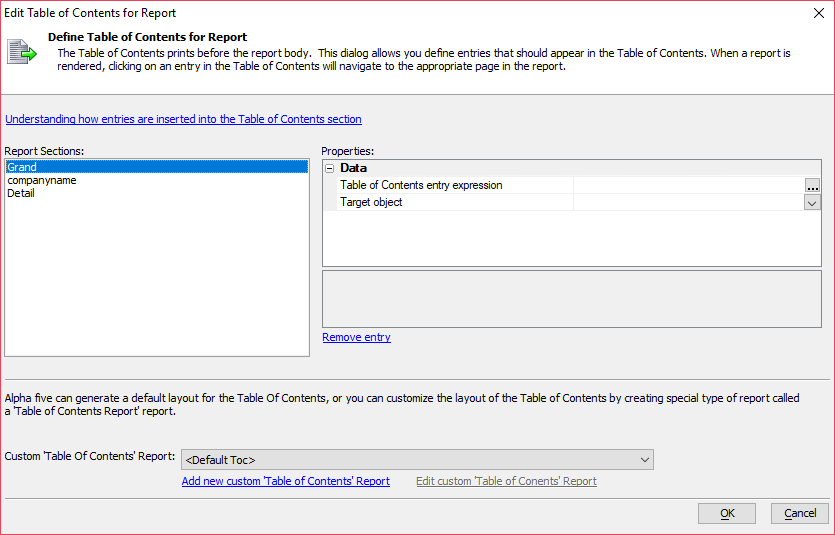 Edit Table of Contents for Report
Define Table of Contents for Report
The Table of Contents prints before the report body.  This dialog allows you define entries that should appear in the Table of Contents. When a report is
rendered, clicking on an entry in the Table of Contents will navigate to the appropriate page in the report.
Understanding how entries are inserted into the Table of Contents section
Report Sections:
Grand
companyname
Detail
Properties:
Data
Table of Contents entry expression
...
Target object
Remove entry
Alpha five can generate a default layout for the Table Of Contents, or you can customize the layout of the Table of Contents by creating special type of report called
a 'Table of Contents Report' report.
Custom 'Table Of Contents' Report:
<Default Toc>
Add new custom 'Table of Contents' Report
Edit custom 'Table of Conents' Report
OK
Cancel